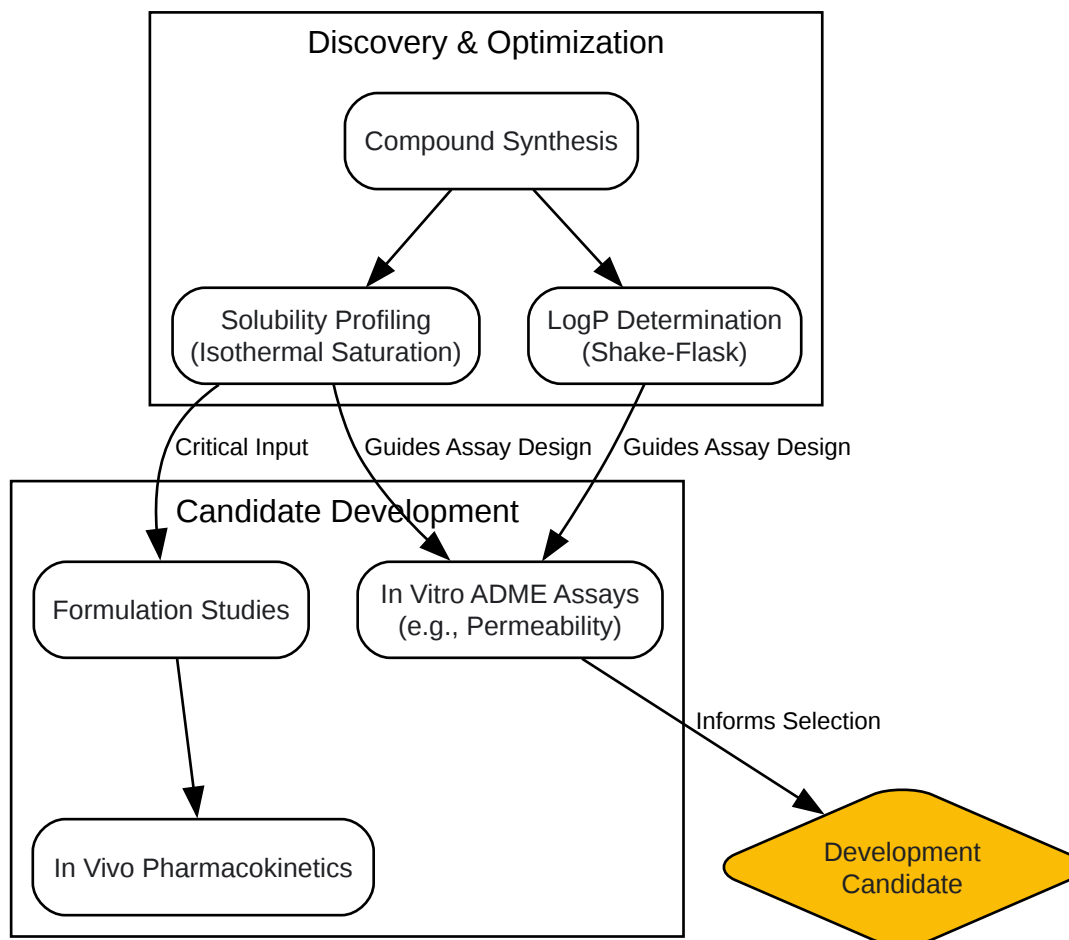 Discovery & Optimization
Compound Synthesis
Solubility Profiling
(Isothermal Saturation)
LogP Determination
(Shake-Flask)
Critical Input
Guides Assay Design
Guides Assay Design
Candidate Development
Formulation Studies
In Vitro ADME Assays
(e.g., Permeability)
Informs Selection
In Vivo Pharmacokinetics
Development
Candidate